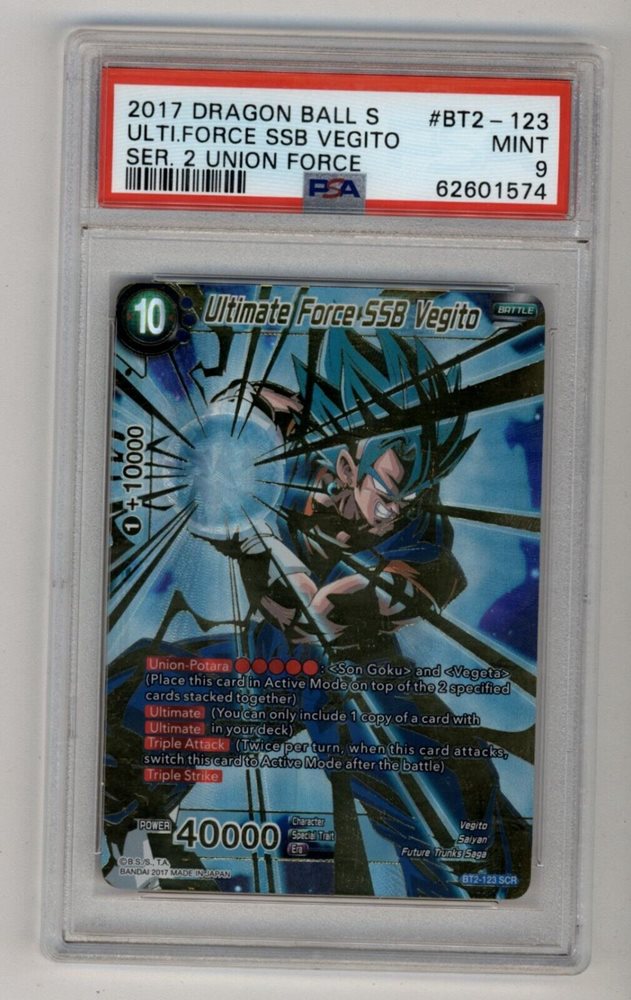 2017 DRAGON BALL S #BT2-123
ULTI.FORCE SSB VEGITO MINT
SER. 2 UNION FORCE 9
PSA 62601574
10 Ultimate Force SSB Vegito BATTLE
1 +10000
Union-Potara : <Son Goku> and <Vegeta>
(Place this card in Active Mode on top of the 2 specified
cards stacked together)
Ultimate (You can only include 1 copy of a card with
Ultimate in your deck)
Triple Attack (Twice per turn, when this card attacks,
switch this card to Active Mode after the battle)
Triple Strike
POWER 40000
Character Vegito
Special Trait Saiyan
Era Future Trunks Saga
©B.S./S., T.A.
BANDAI 2017 MADE IN JAPAN
BT2-123 SCR